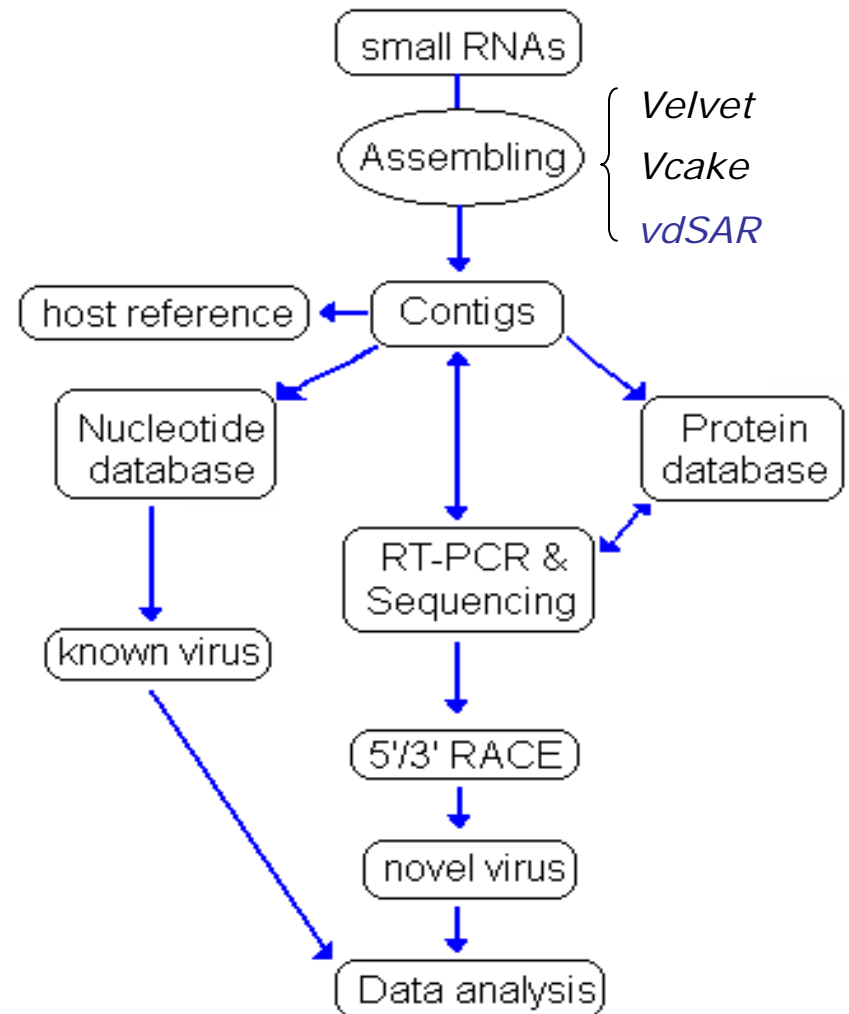 small RNAs
Assembling
Velvet
Vcake
vdSAR
Contigs
host reference
Nucleotide
database
Protein
database
RT-PCR &
Sequencing
known virus
5'/3' RACE
novel virus
Data analysis